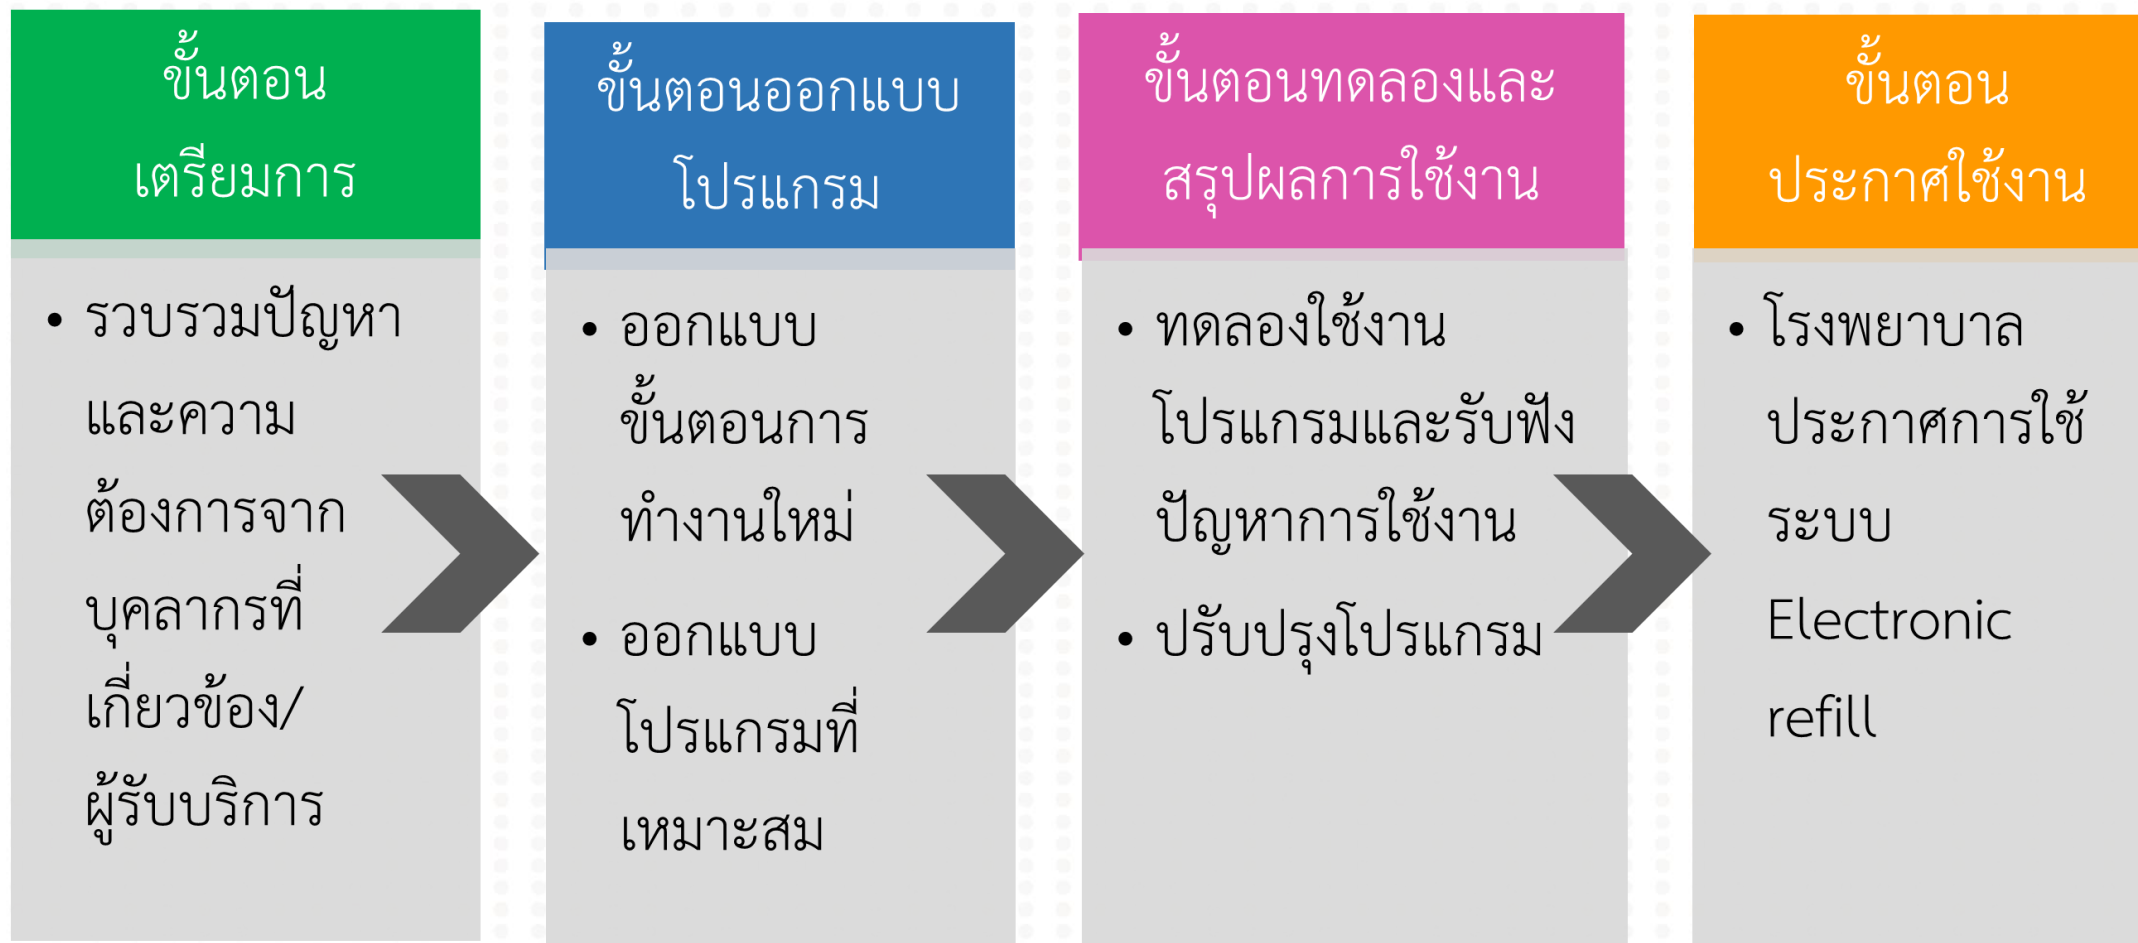 ขั้นตอน
เตรียมการ
• รวบรวมปัญหา
และความ
ต้องการจาก
บุคลากรที่
เกี่ยวข้อง/
ผู้รับบริการ
ขั้นตอนออกแบบ
โปรแกรม
• ออกแบบ
ขั้นตอนการ
ทำงานใหม่
• ออกแบบ
โปรแกรมที่
เหมาะสม
ขั้นตอนทดลองและ
สรุปผลการใช้งาน
• ทดลองใช้งาน
โปรแกรมและรับฟัง
ปัญหาการใช้งาน
• ปรับปรุงโปรแกรม
ขั้นตอน
ประกาศใช้งาน
• โรงพยาบาล
ประกาศการใช้
ระบบ
Electronic
refill